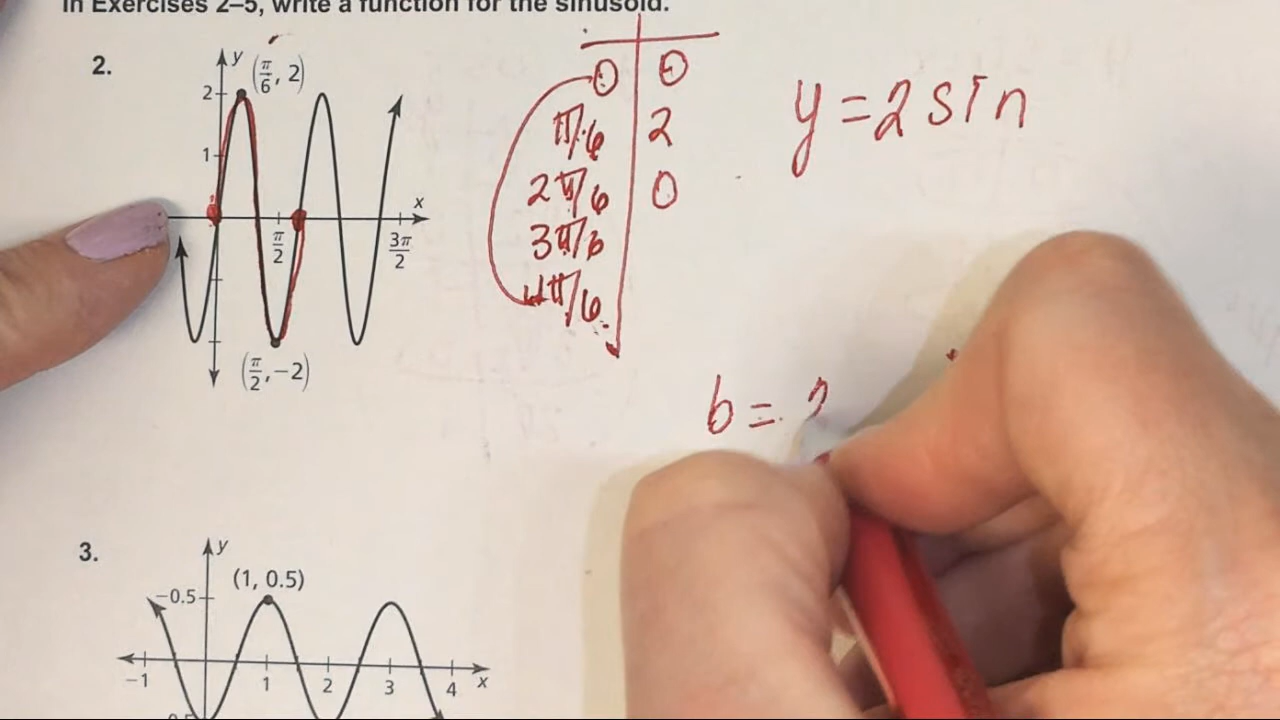 in Exercises 2–5, write a function for the sinusoid.
2.
y
(π/6, 2)
2
1
x
π/2
3π/2
(π/2, −2)
0 0
π/6 2
2π/6 0
3π/6
4π/6
y = 2 sin
b = 2
3.
y
(1, 0.5)
−0.5
−1 1 2 3 4 x